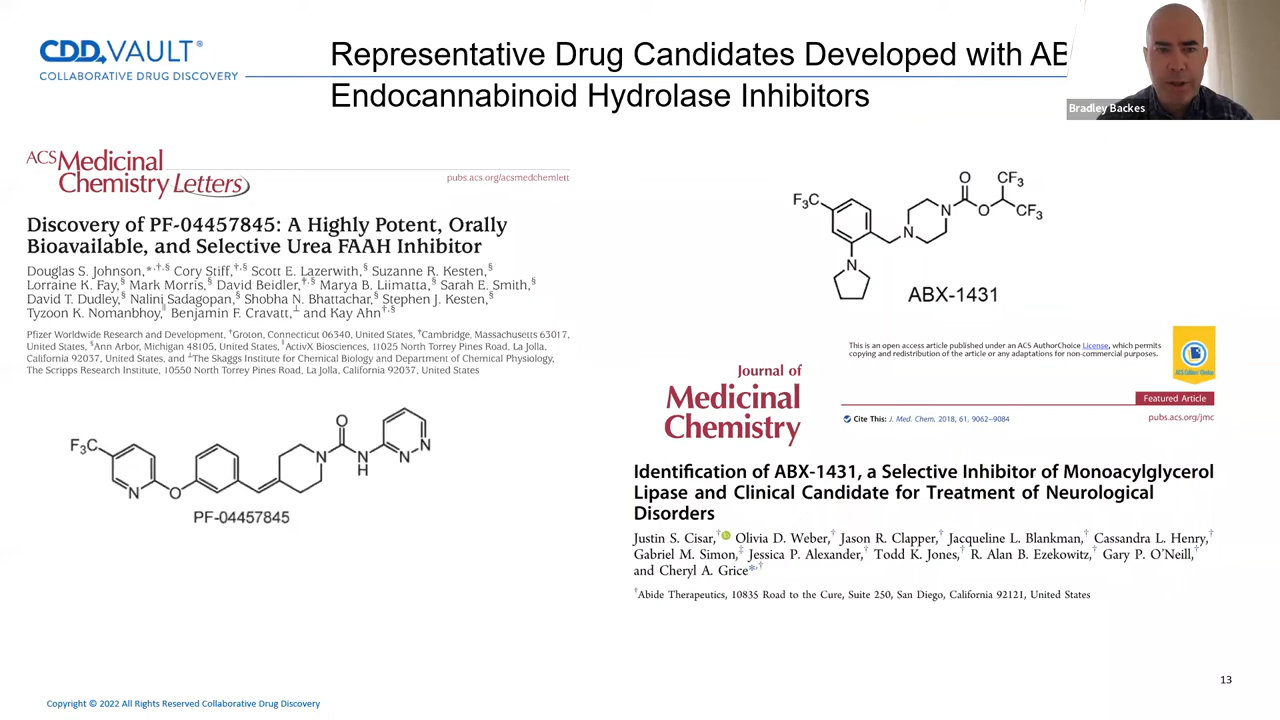 CDD VAULT®
COLLABORATIVE DRUG DISCOVERY
Representative Drug Candidates Developed with AB
Endocannabinoid Hydrolase Inhibitors
Bradley Backes
ACS Medicinal
Chemistry Letters
pubs.acs.org/acsmedchemlett
Discovery of PF-04457845: A Highly Potent, Orally
Bioavailable, and Selective Urea FAAH Inhibitor
Douglas S. Johnson,*,†,§ Cory Stiff,†,§ Scott E. Lazerwith,§ Suzanne R. Kesten,§
Lorraine K. Fay,§ Mark Morris,§ David Beidler,†,§ Marya B. Liimatta,§ Sarah E. Smith,§
David T. Dudley,§ Nalini Sadagopan,§ Shobha N. Bhattachar,§ Stephen J. Kesten,§
Tyzoon K. Nomanbhoy,‖ Benjamin F. Cravatt,⊥ and Kay Ahn†,§
Pfizer Worldwide Research and Development, †Groton, Connecticut 06340, United States, ‡Cambridge, Massachusetts 63017,
United States, §Ann Arbor, Michigan 48105, United States, ‖ActivX Biosciences, 11025 North Torrey Pines Road, La Jolla,
California 92037, United States, and ⊥The Skaggs Institute for Chemical Biology and Department of Chemical Physiology,
The Scripps Research Institute, 10550 North Torrey Pines Road, La Jolla, California 92037, United States
F₃C
N
O
N
O
N
H
N
N
PF-04457845
F₃C
N
N
N
O
O
CF₃
CF₃
ABX-1431
This is an open access article published under an ACS AuthorChoice License, which permits
copying and redistribution of the article or any adaptations for non-commercial purposes.
ACS Editors' Choice
Journal of
Medicinal
Chemistry
Featured Article
Cite This: J. Med. Chem. 2018, 61, 9062−9084
pubs.acs.org/jmc
Identification of ABX-1431, a Selective Inhibitor of Monoacylglycerol
Lipase and Clinical Candidate for Treatment of Neurological
Disorders
Justin S. Cisar,† Olivia D. Weber,† Jason R. Clapper,† Jacqueline L. Blankman,† Cassandra L. Henry,†
Gabriel M. Simon,‡ Jessica P. Alexander,† Todd K. Jones,† R. Alan B. Ezekowitz,† Gary P. O'Neill,†
and Cheryl A. Grice*,†
†Abide Therapeutics, 10835 Road to the Cure, Suite 250, San Diego, California 92121, United States
13
Copyright © 2022 All Rights Reserved Collaborative Drug Discovery